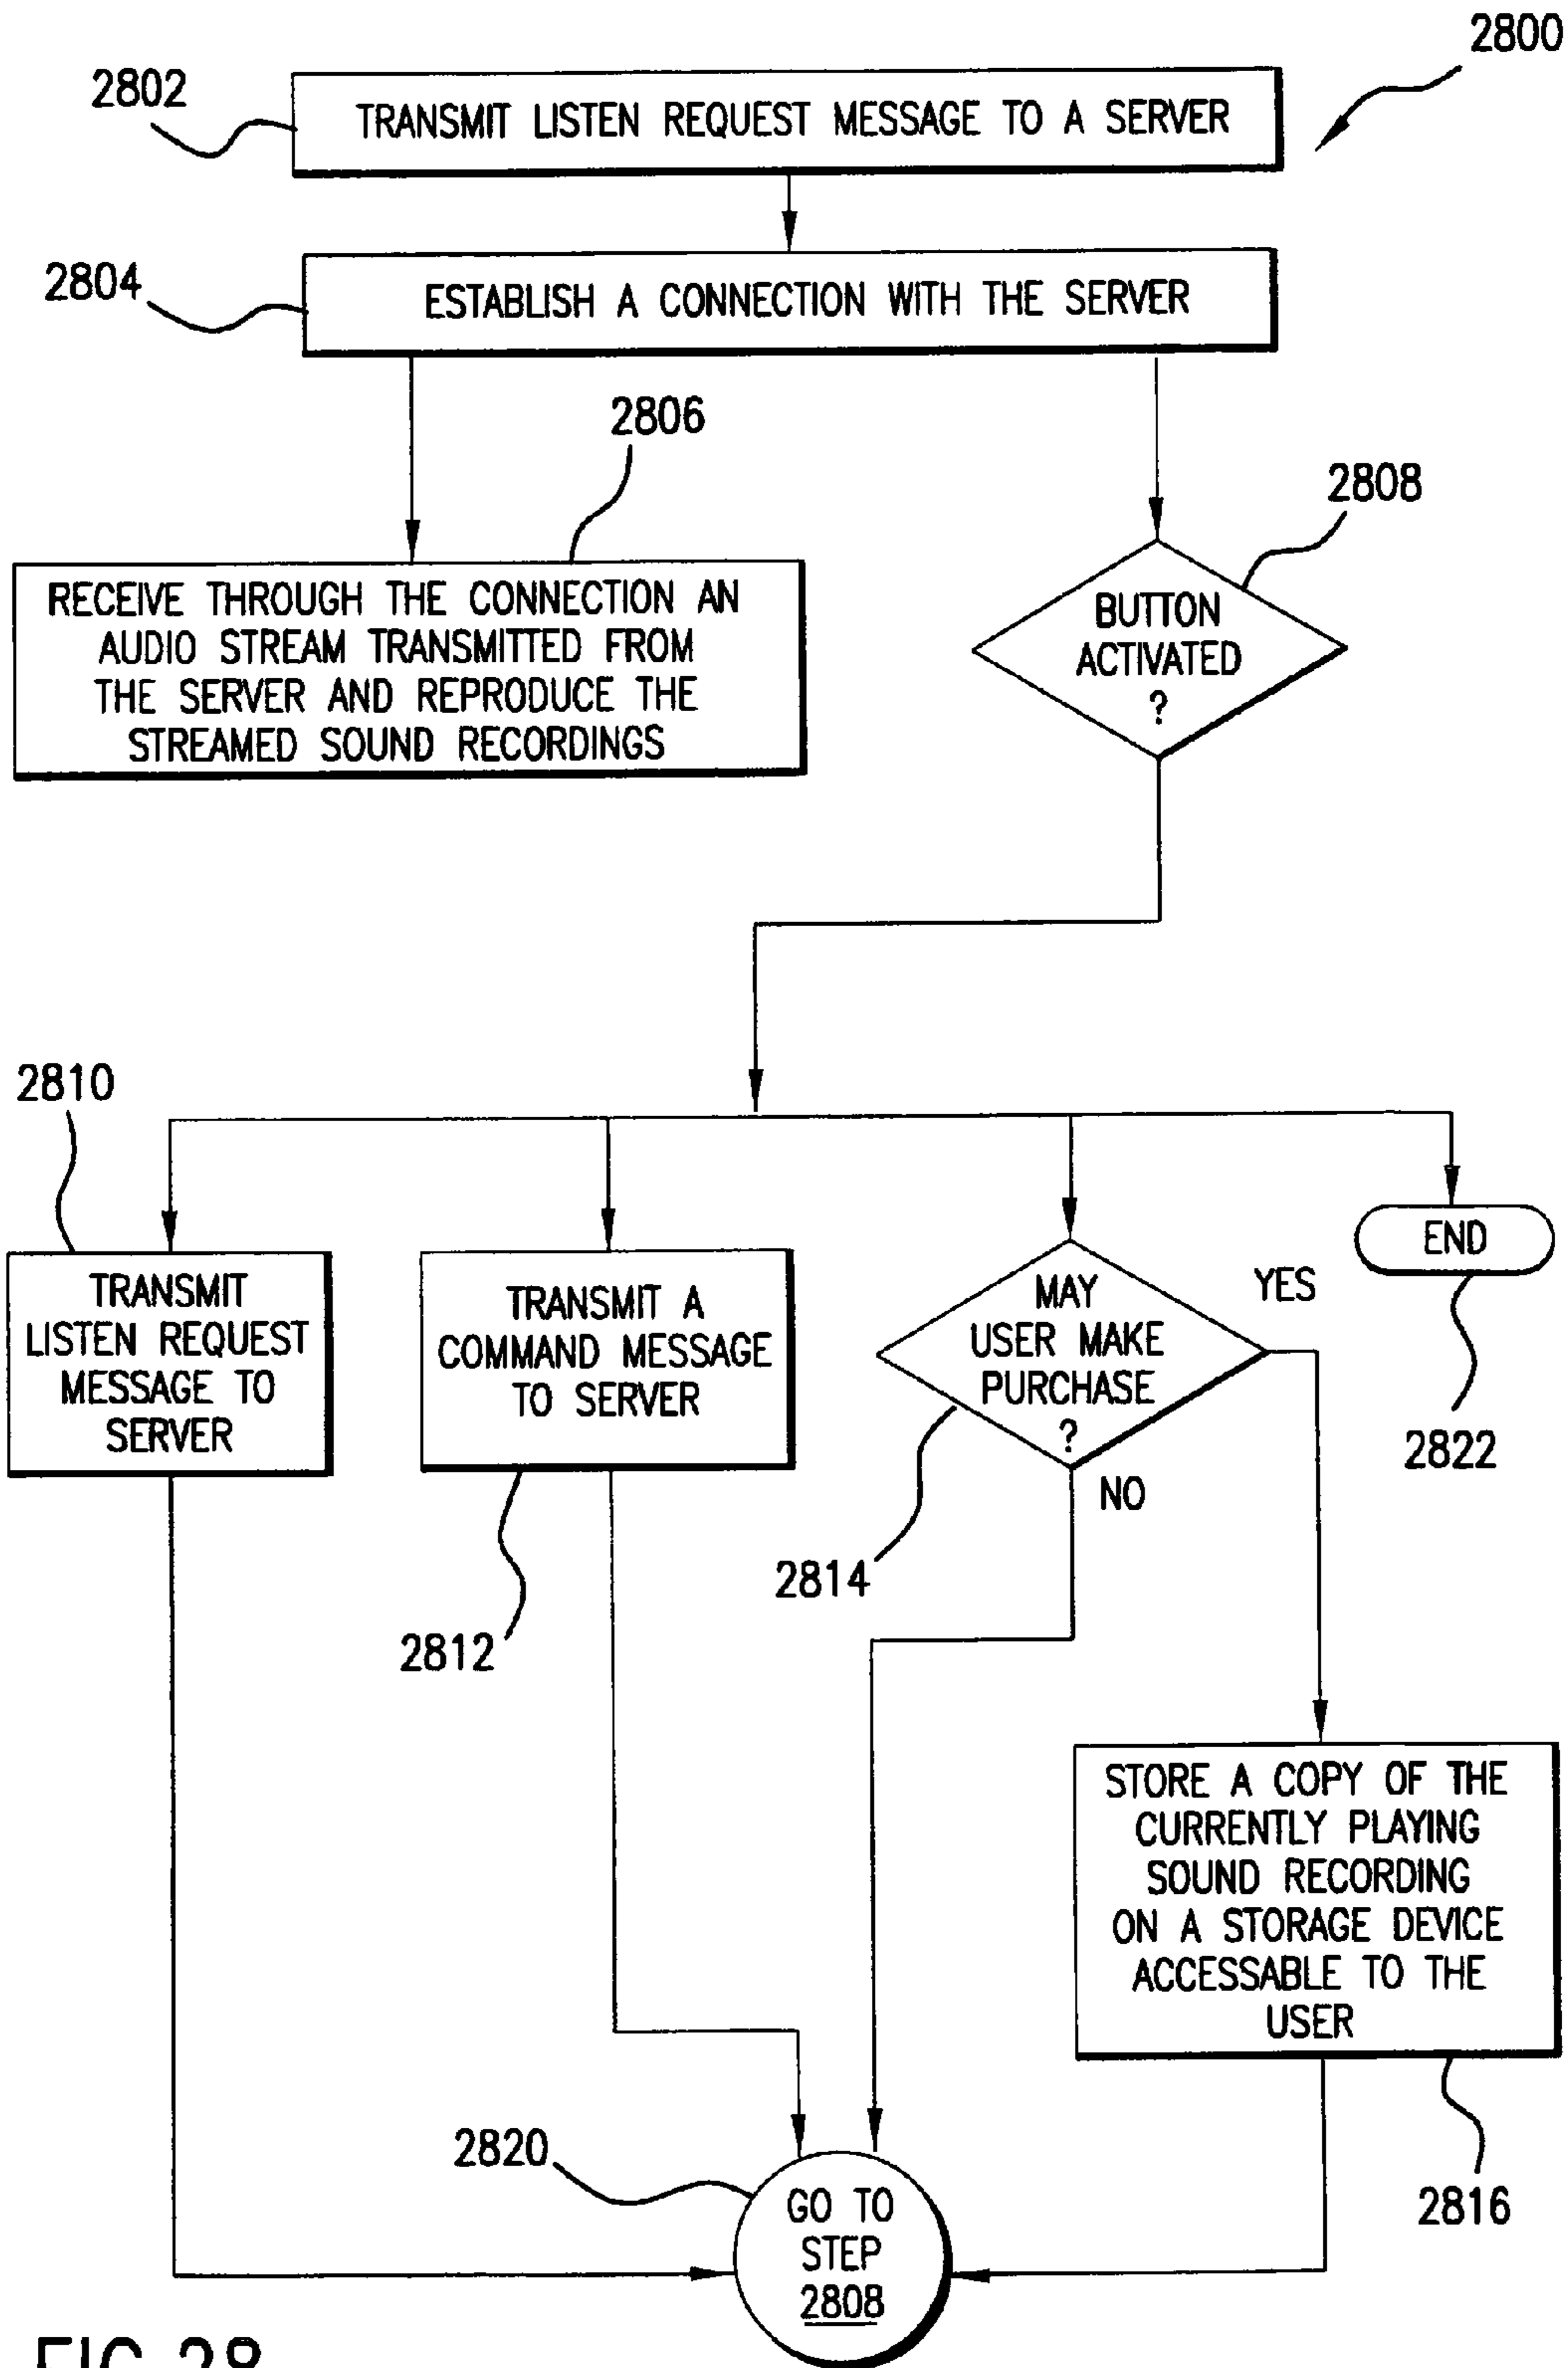 2800
2802
TRANSMIT LISTEN REQUEST MESSAGE TO A SERVER
2804
ESTABLISH A CONNECTION WITH THE SERVER
2806
2808
RECEIVE THROUGH THE CONNECTION AN
AUDIO STREAM TRANSMITTED FROM
THE SERVER AND REPRODUCE THE
STREAMED SOUND RECORDINGS
BUTTON
ACTIVATED
?
2810
TRANSMIT
LISTEN REQUEST
MESSAGE TO
SERVER
TRANSMIT A
COMMAND MESSAGE
TO SERVER
2812
MAY
USER MAKE
PURCHASE
?
YES
NO
2814
END
2822
STORE A COPY OF THE
CURRENTLY PLAYING
SOUND RECORDING
ON A STORAGE DEVICE
ACCESSABLE TO THE
USER
2816
2820
GO TO
STEP
2808
FIG.28